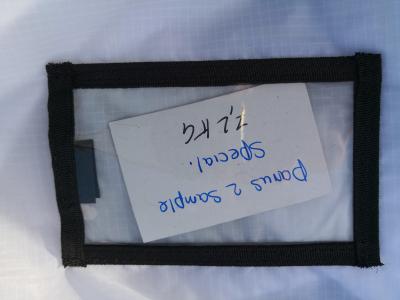 Panus 2 sample
Special.
7,2 KG